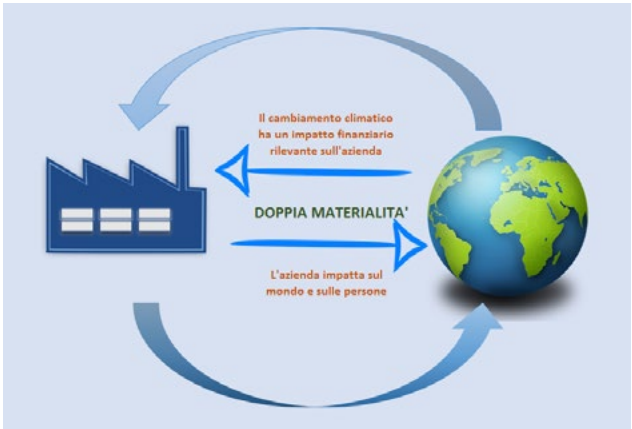 Il cambiamento climatico
ha un impatto finanziario
rilevante sull'azienda
DOPPIA MATERIALITA'
L'azienda impatta sul
mondo e sulle persone